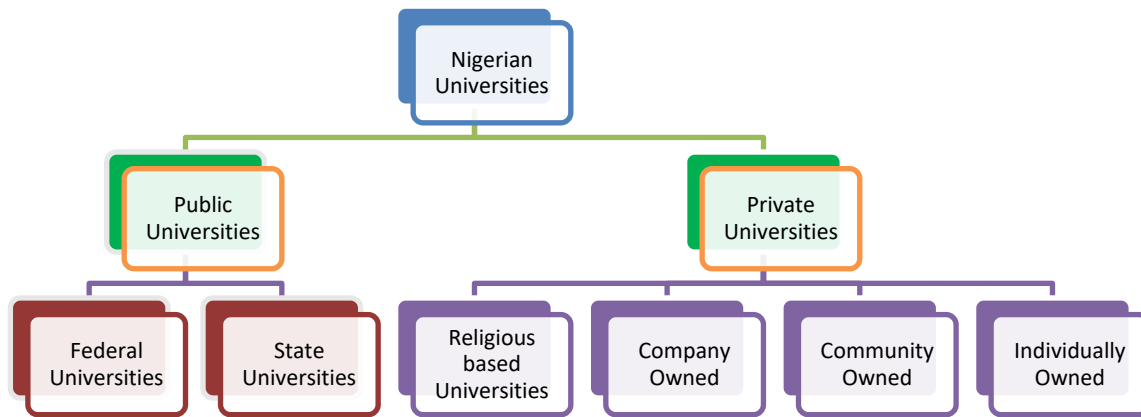 Nigerian
Universities
Public
Universities
Private
Universities
Federal
Universities
State
Universities
Religious
based
Universities
Company
Owned
Community
Owned
Individually
Owned